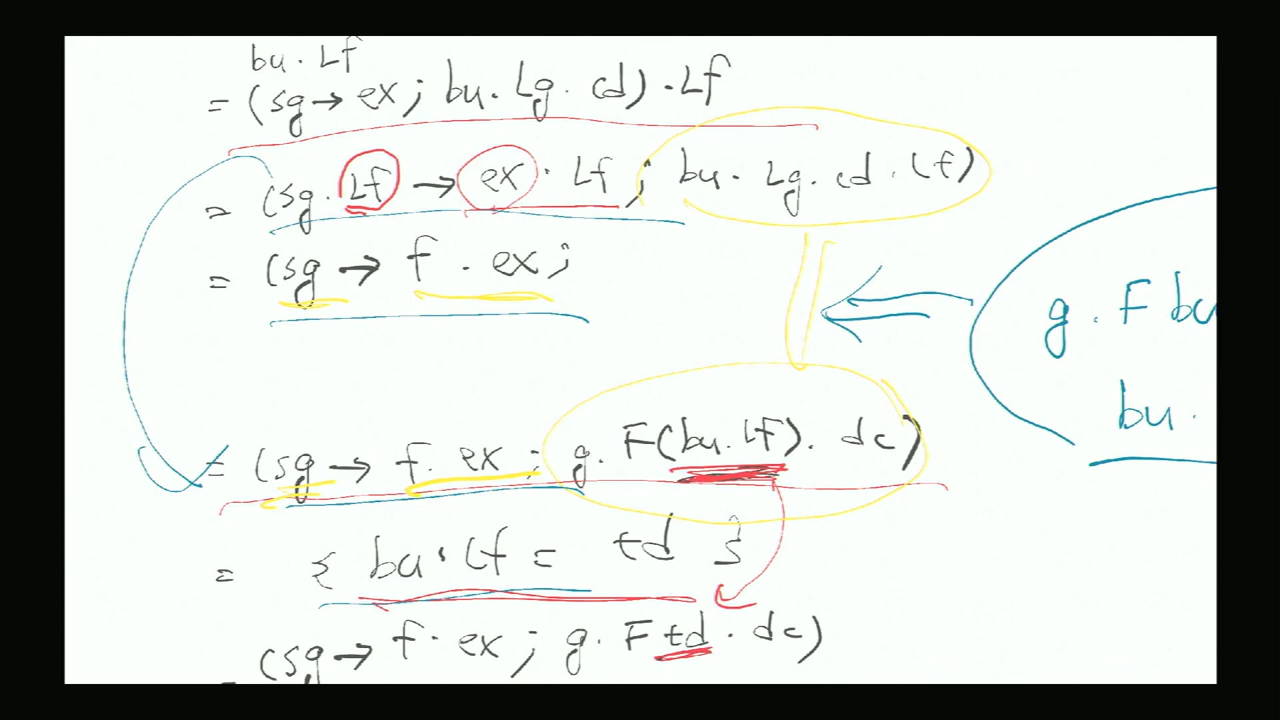 bu · Lf
= (sg → ex; bu · Lg · cd) · Lf
= (sg · Lf → ex · Lf; bu · Lg · cd · Lf)
= (sg → f · ex;
g · F bu
bu ·
= (sg → f · ex; g · F(bu · Lf) · dc)
= { bu · Lf = td }
(sg → f · ex; g · F td · dc)
=